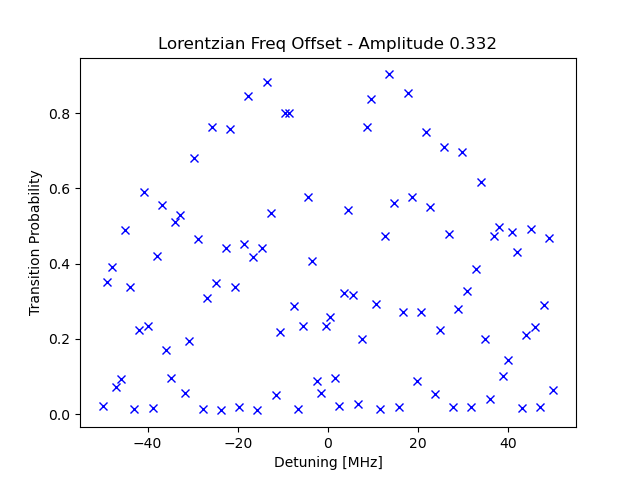 Lorentzian Freq Offset - Amplitude 0.332
Transition Probability
0.8
0.6
0.4
0.2
0.0
−40 −20 0 20 40
Detuning [MHz]